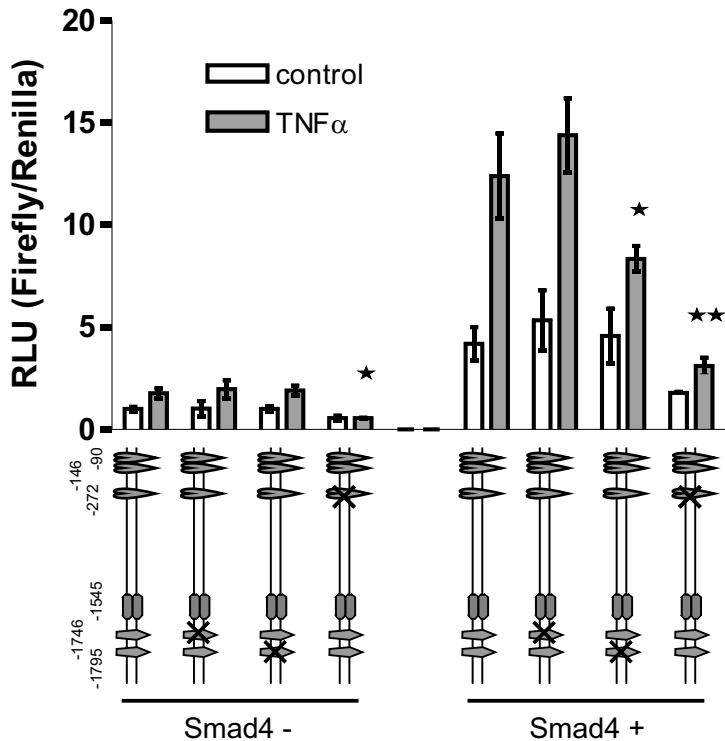 RLU (Firefly/Renilla)
20
15
10
5
0
control
TNFα
★
★
★★
-90
-146
-272
-1545
-1746
-1795
Smad4 -
Smad4 +